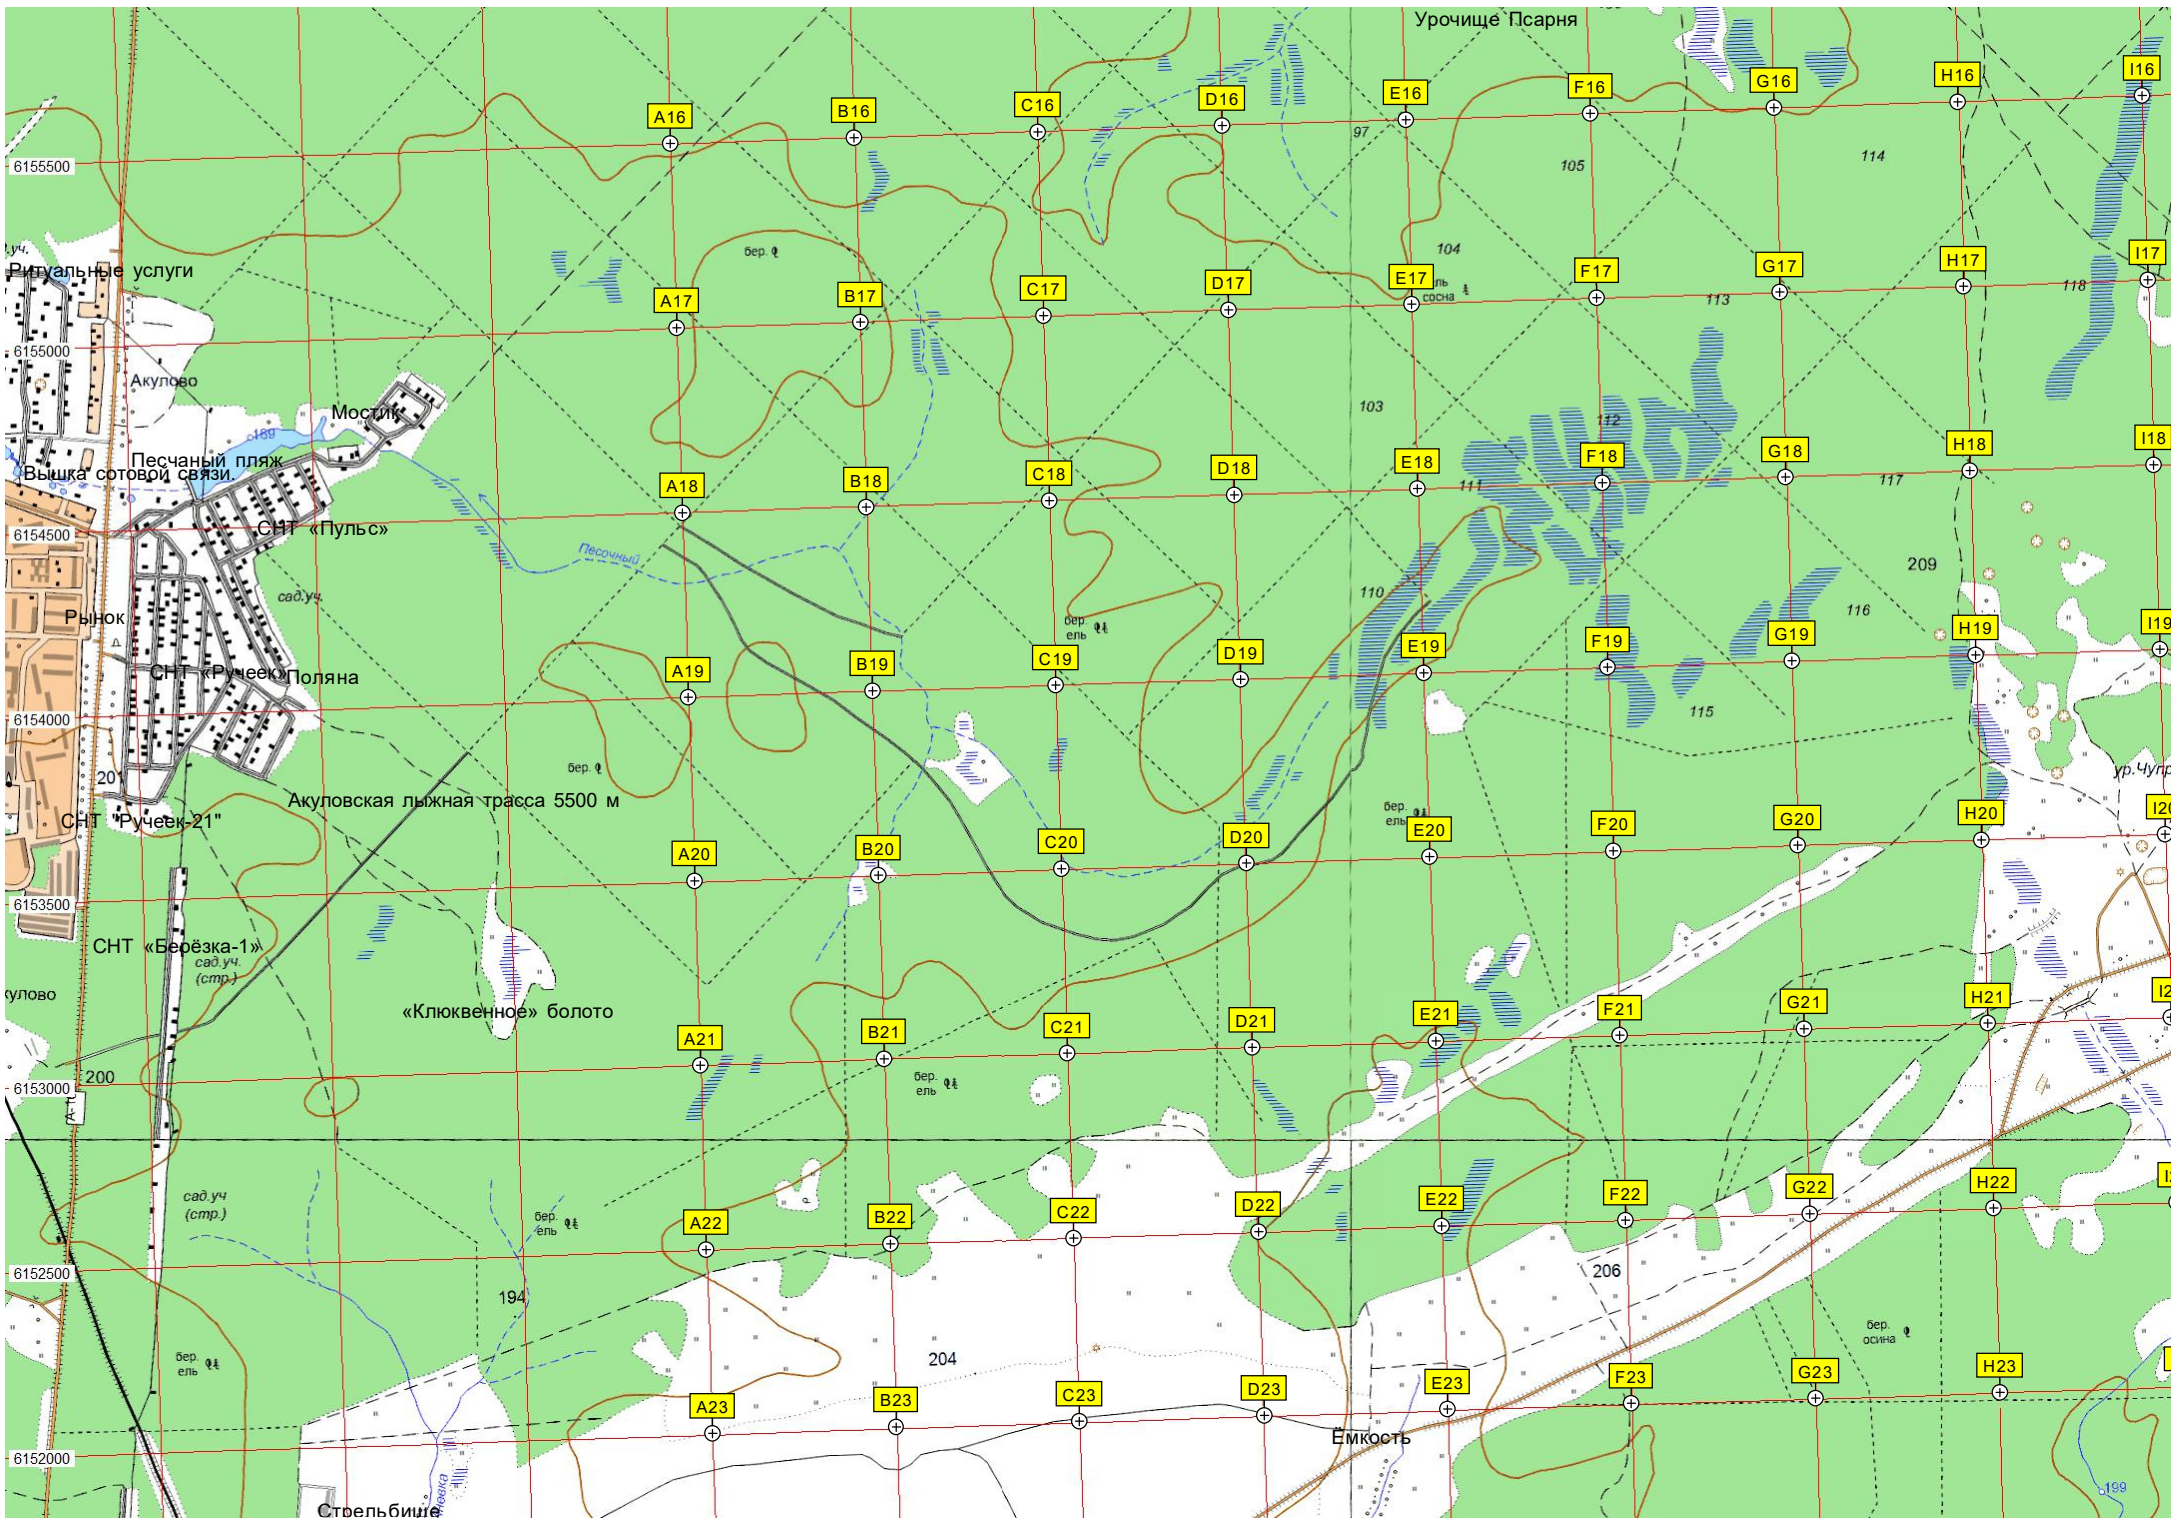 Урочище Псарня
A16
B16
C16
D16
E16
F16
G16
H16
I16
97
105
114
6155500
бер.
104
уч.
Ритуальные услуги
A17
B17
C17
D17
E17
F17
G17
H17
I17
сосна
113
118
6155000
Акулово
Мостик
103
112
189
Песчаный пляж
Вышка сотовой связи.
A18
B18
C18
D18
E18
F18
G18
H18
I18
111
117
СНТ «Пульс»
6154500
Песочный
209
сад.уч.
110
116
Рынок
бер.
ель
A19
B19
C19
D19
E19
F19
G19
H19
I19
СНТ «Ручеек»
Поляна
115
6154000
201
бер.
ур.Чупр
Акуловская лыжная трасса 5500 м
СНТ "Ручеек-21"
бер.
ель
A20
B20
C20
D20
E20
F20
G20
H20
I20
6153500
СНТ «Берёзка-1»
сад.уч.
(стр.)
кулово
«Клюквенное» болото
A21
B21
C21
D21
E21
F21
G21
H21
200
6153000
бер.
ель
сад.уч
(стр.)
бер.
ель
A22
B22
C22
D22
E22
F22
G22
H22
6152500
206
194
204
бер.
осина
бер.
ель
A23
B23
C23
D23
E23
F23
G23
H23
Ёмкость
6152000
199
Стрельбище